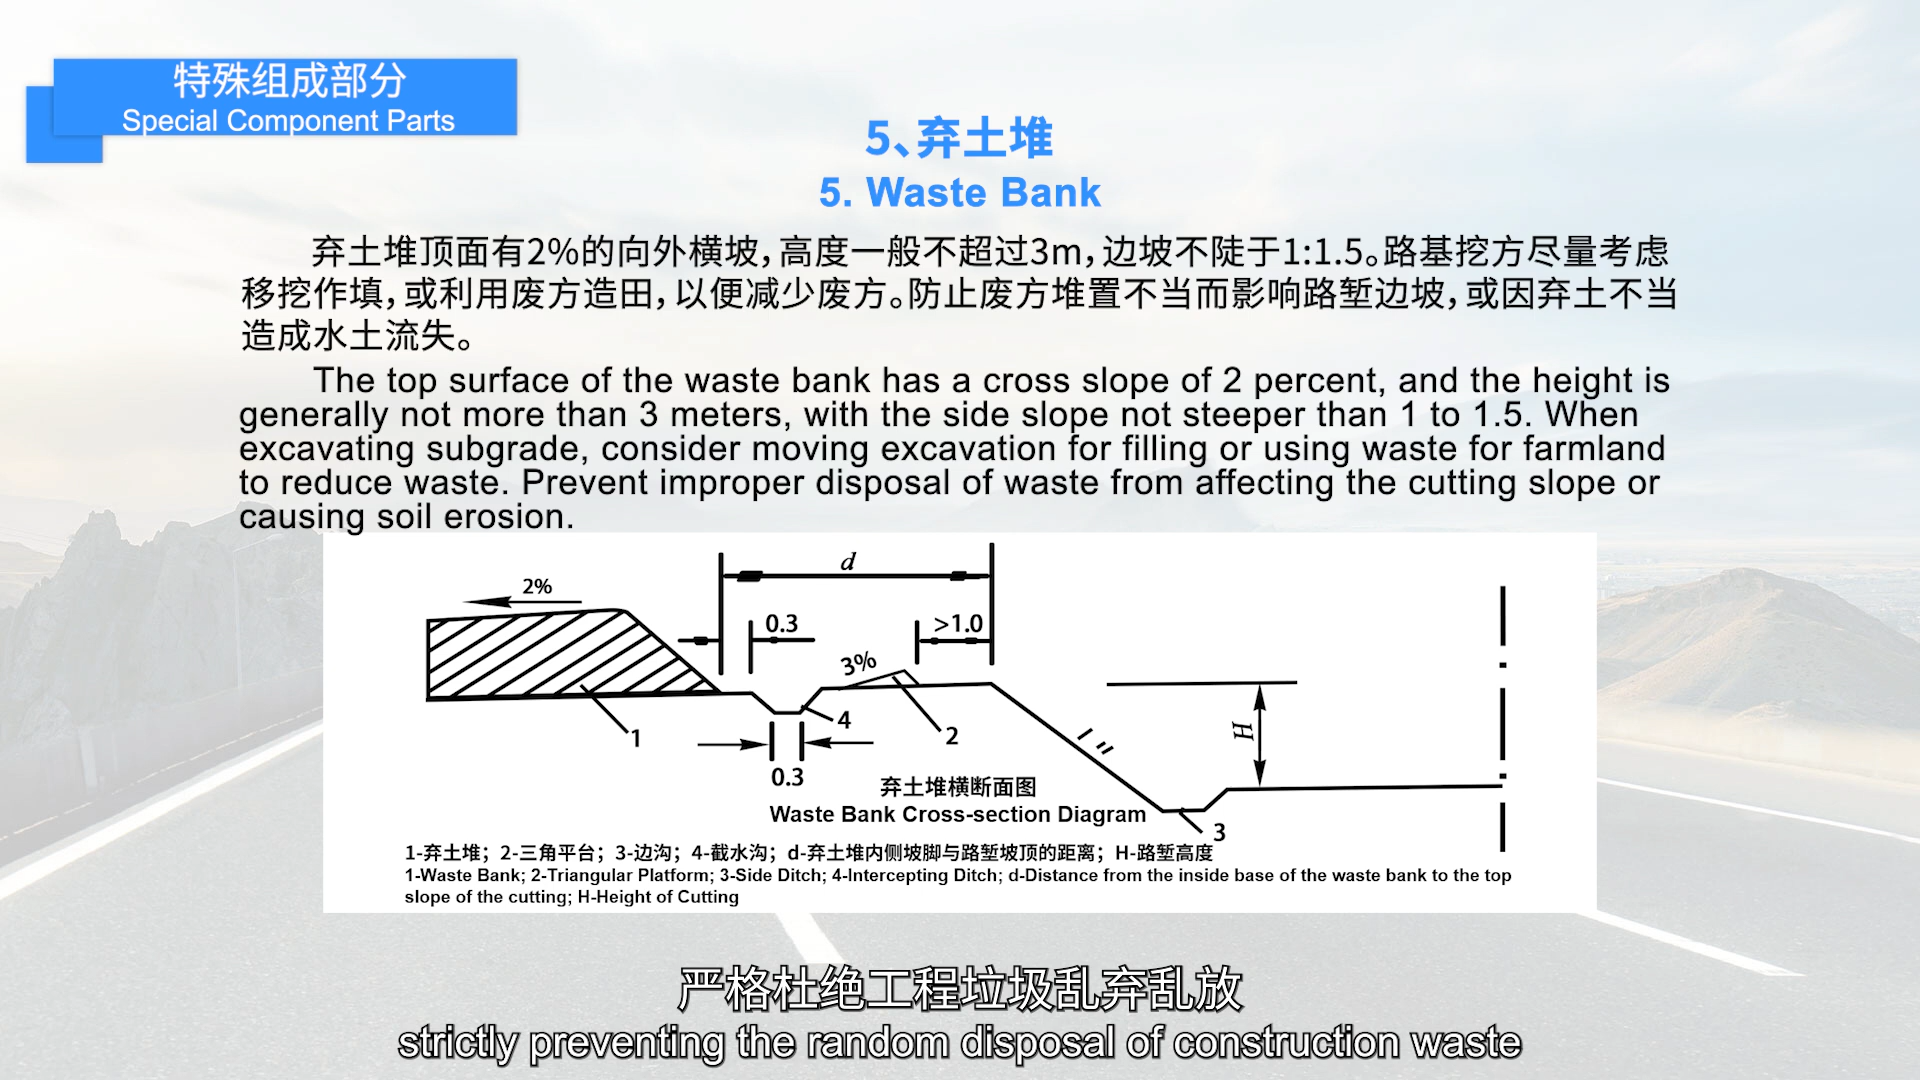 特殊组成部分
Special Component Parts
5、弃土堆
5. Waste Bank
弃土堆顶面有2%的向外横坡，高度一般不超过3m，边坡不陡于1:1.5。路基挖方尽量考虑
移挖作填，或利用废方造田，以便减少废方。防止废方堆置不当而影响路堑边坡，或因弃土不当
造成水土流失。
The top surface of the waste bank has a cross slope of 2 percent, and the height is
generally not more than 3 meters, with the side slope not steeper than 1 to 1.5. When
excavating subgrade, consider moving excavation for filling or using waste for farmland
to reduce waste. Prevent improper disposal of waste from affecting the cutting slope or
causing soil erosion.
d
2%
0.3
>1.0
3%
4
1
2
H
0.3
弃土堆横断面图
Waste Bank Cross-section Diagram
3
1-弃土堆；2-三角平台；3-边沟；4-截水沟；d-弃土堆内侧坡脚与路堑坡顶的距离；H-路堑高度
1-Waste Bank; 2-Triangular Platform; 3-Side Ditch; 4-Intercepting Ditch; d-Distance from the inside base of the waste bank to the top
slope of the cutting; H-Height of Cutting
严格杜绝工程垃圾乱弃乱放
strictly preventing the random disposal of construction waste